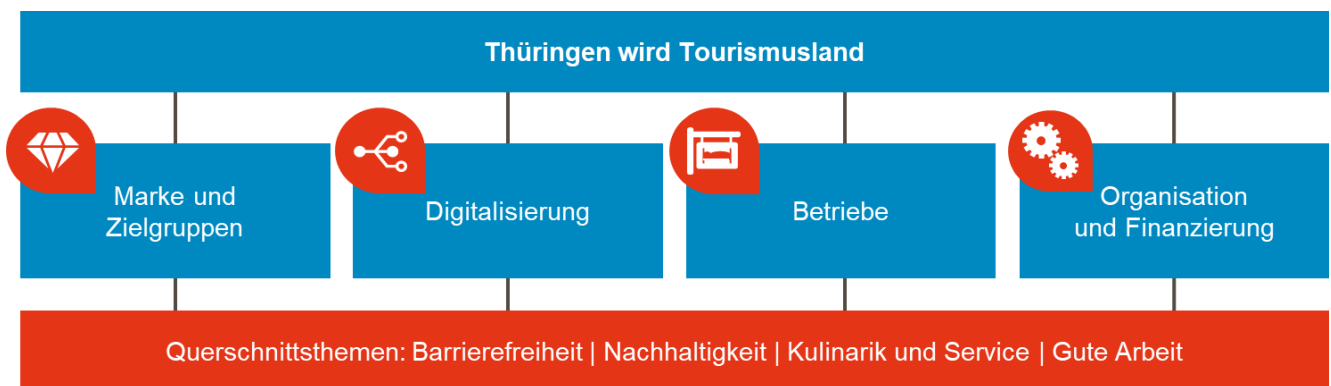 Thüringen wird Tourismusland
Marke und
Zielgruppen
Digitalisierung
Betriebe
Organisation
und Finanzierung
Querschnittsthemen: Barrierefreiheit | Nachhaltigkeit | Kulinarik und Service | Gute Arbeit